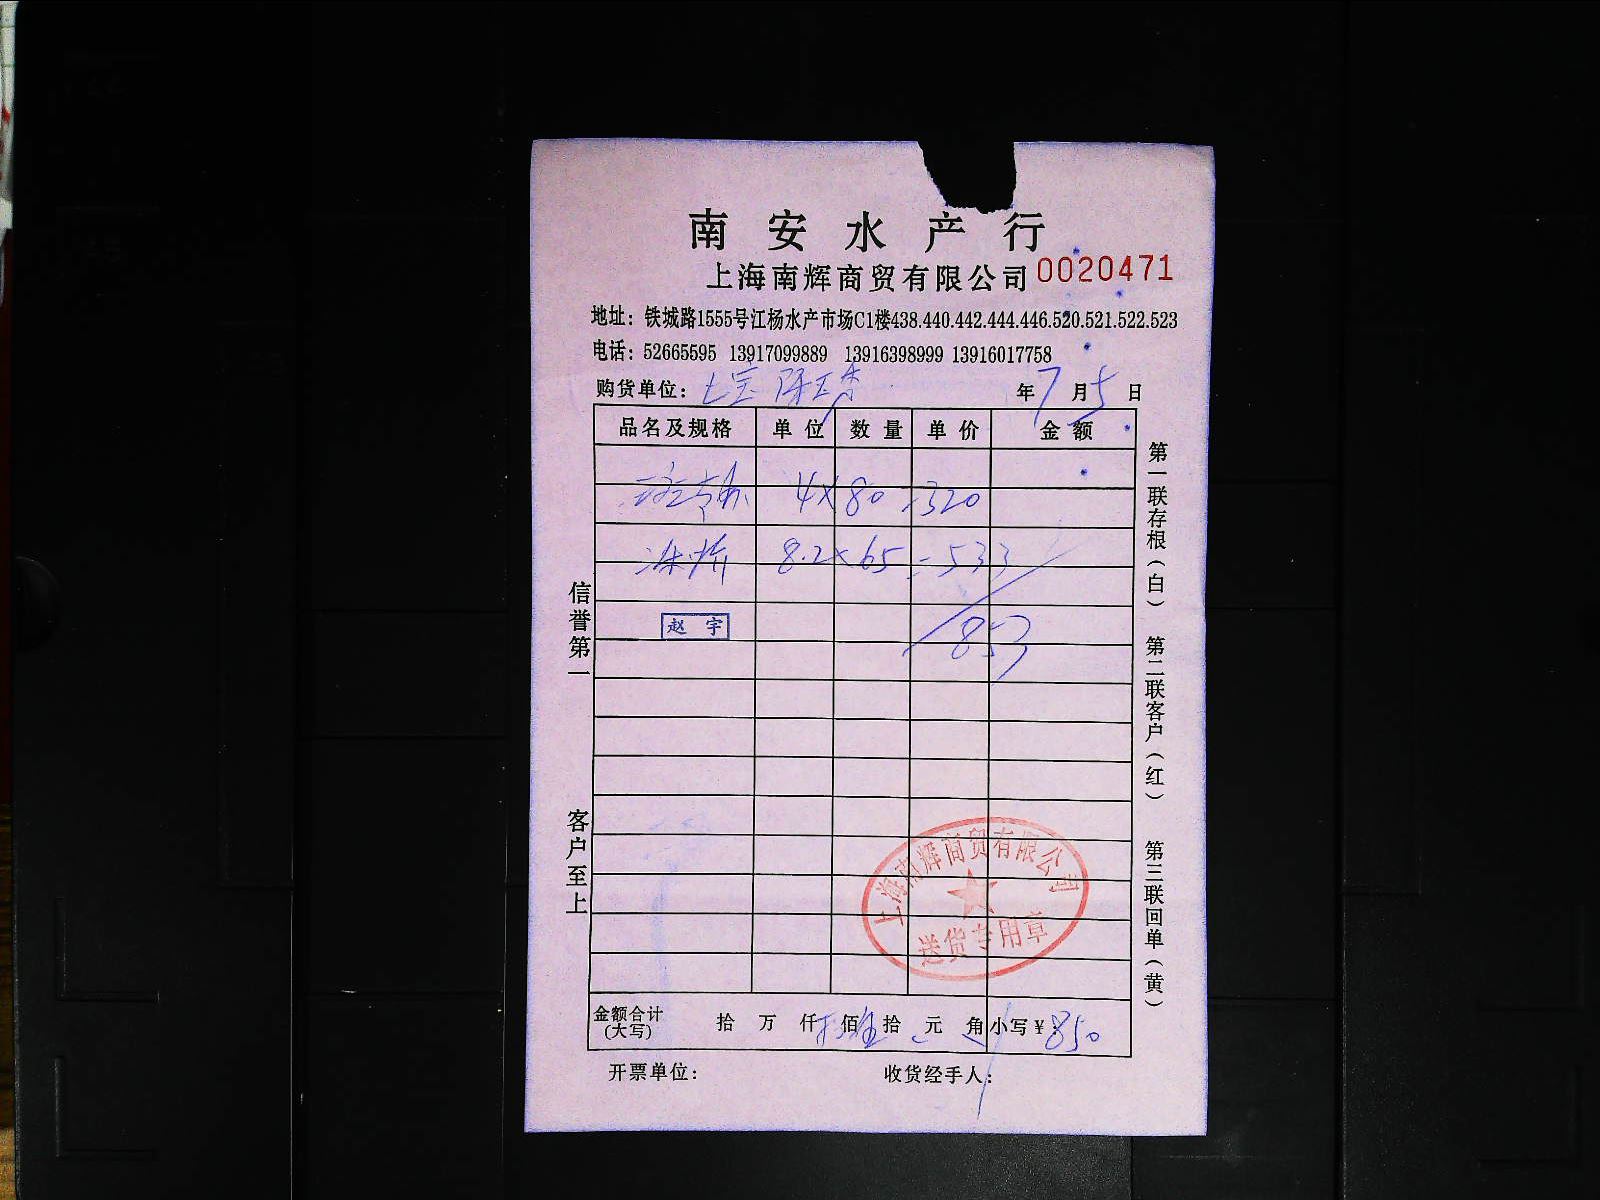 南安水产行
上海南辉商贸有限公司 0020471
地址：铁城路1555号江杨水产市场C1楼438.440.442.444.446.520.521.522.523
电话：52665595 13917099889 13916398999 13916017758
购货单位：七宝 年7月5日
品名及规格 单位 数量 单价 金额
4×80=320
8.2×65=533
赵宇
853
信誉第一
客户至上
第一联存根（白） 第二联客户（红） 第三联回单（黄）
上海南辉商贸有限公司
送货专用章
金额合计(大写) 拾 万 仟 佰 拾 元 角 小写¥：850
开票单位： 收货经手人：